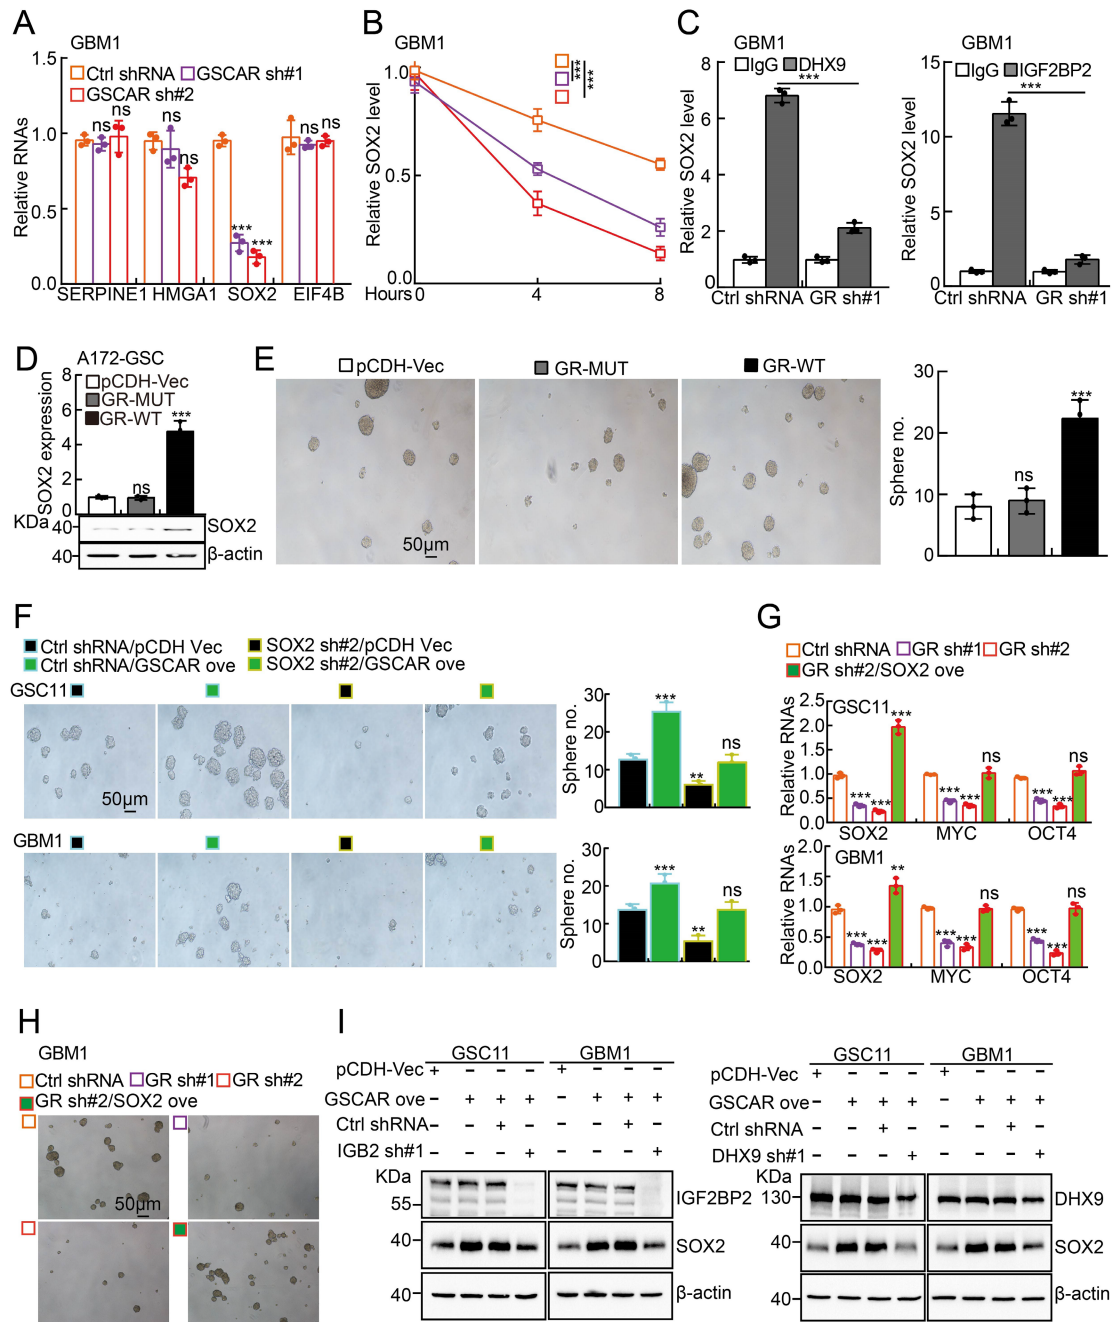 A
GBM1
Ctrl shRNA GSCAR sh#1
GSCAR sh#2
Relative RNAs
1.5
1.0
0.5
0.0
ns ns ns ns *** *** ns ns
SERPINE1 HMGA1 SOX2 EIF4B
B
GBM1
Relative SOX2 level
1.0
0.5
0.0
***
***
Hours 0 4 8
C
GBM1
IgG DHX9
***
Relative SOX2 level
8
6
4
2
0
Ctrl shRNA GR sh#1
GBM1
IgG IGF2BP2
***
Relative SOX2 level
15
10
5
0
Ctrl shRNA GR sh#1
D
A172-GSC
pCDH-Vec
GR-MUT
GR-WT
SOX2 expression
8
6
4
2
0
ns ***
KDa
40 SOX2
40 β-actin
E
pCDH-Vec GR-MUT GR-WT
50μm
Sphere no.
30
20
10
0
ns ***
F
Ctrl shRNA/pCDH Vec SOX2 sh#2/pCDH Vec
Ctrl shRNA/GSCAR ove SOX2 sh#2/GSCAR ove
GSC11
50μm
Sphere no.
30
20
10
0
*** ** ns
GBM1
Sphere no.
30
20
10
0
*** ** ns
G
Ctrl shRNA GR sh#1 GR sh#2
GR sh#2/SOX2 ove
GSC11
Relative RNAs
2.5
2.0
1.5
1.0
0.5
0.0
*** *** *** *** *** ns *** *** ns
SOX2 MYC OCT4
GBM1
Relative RNAs
2.0
1.5
1.0
0.5
0.0
*** *** ** *** *** ns *** *** ns
SOX2 MYC OCT4
H
GBM1
Ctrl shRNA GR sh#1 GR sh#2
GR sh#2/SOX2 ove
50μm
I
GSC11 GBM1
pCDH-Vec + - - - + - - -
GSCAR ove - + + + - + + +
Ctrl shRNA - - + - - - + -
IGB2 sh#1 - - - + - - - +
KDa
55 IGF2BP2
40 SOX2
40 β-actin
GSC11 GBM1
pCDH-Vec + - - - + - - -
GSCAR ove - + + + - + + +
Ctrl shRNA - - + - - - + -
DHX9 sh#1 - - - + - - - +
KDa
130 DHX9
40 SOX2
40 β-actin